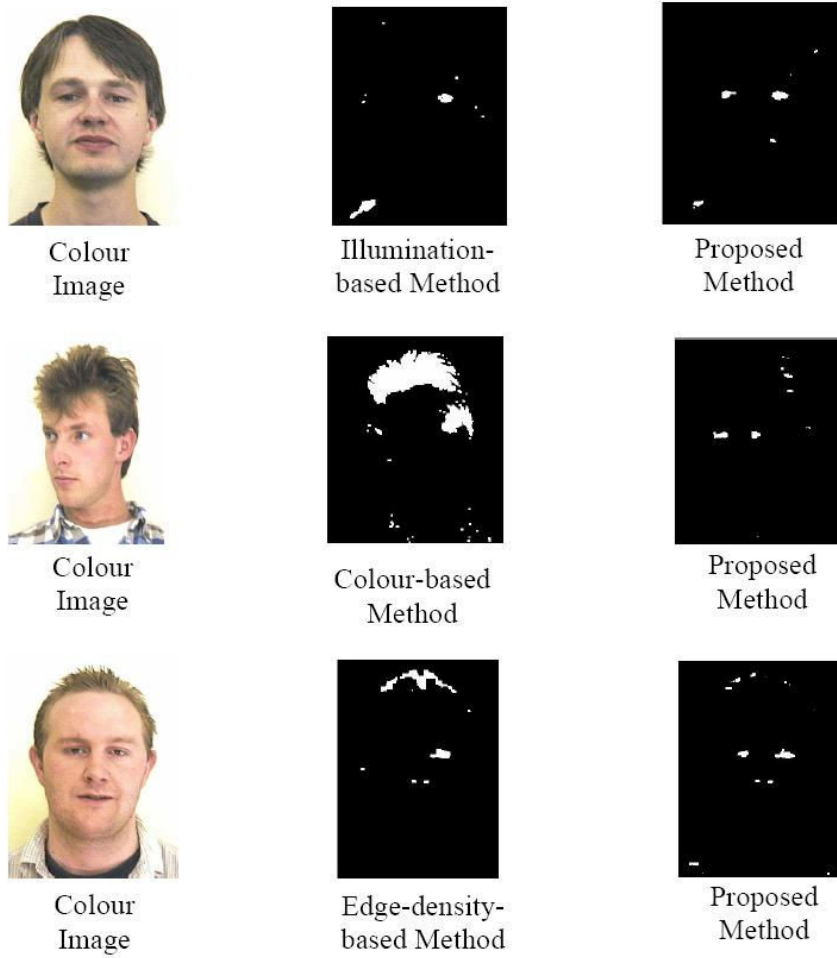 Colour
Image
Illumination-
based Method
Proposed
Method
Colour
Image
Colour-based
Method
Proposed
Method
Colour
Image
Edge-density-
based Method
Proposed
Method